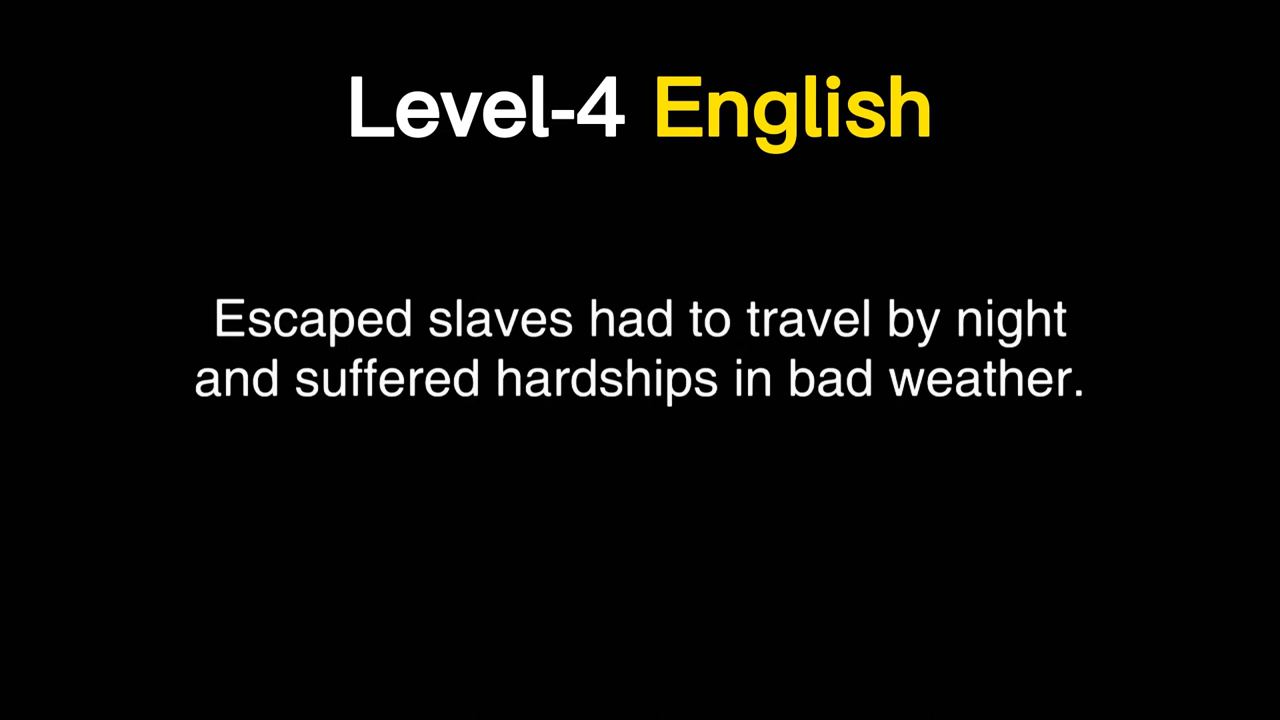 Level-4 English
Escaped slaves had to travel by night
and suffered hardships in bad weather.